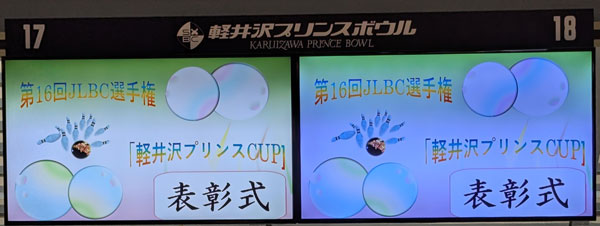 17
軽井沢プリンスボウル
KARUIZAWA PRINCE BOWL
18
第16回JLBC選手権
「軽井沢プリンスCUP」
表彰式
第16回JLBC選手権
「軽井沢プリンスCUP」
表彰式